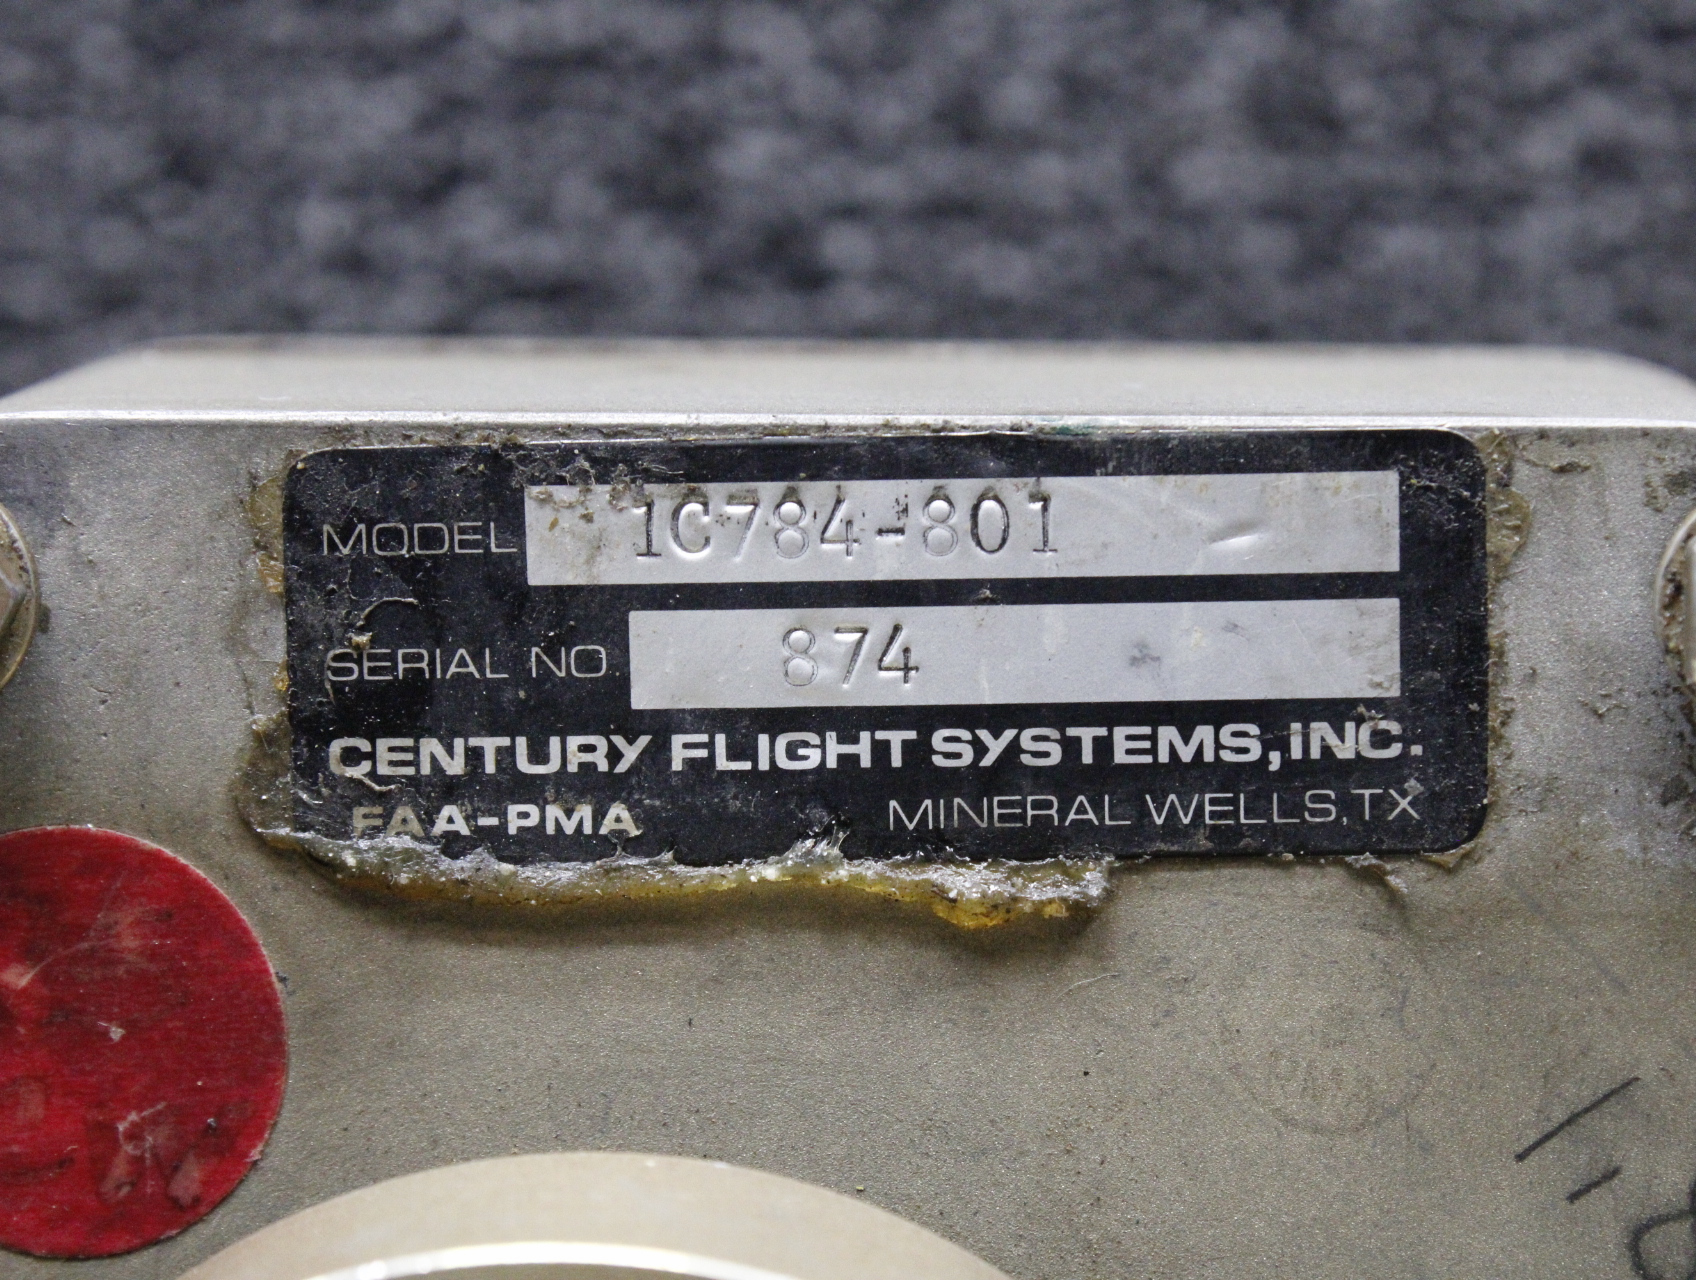 MODEL 1C784-801
SERIAL NO. 874
CENTURY FLIGHT SYSTEMS, INC.
FAA-PMA MINERAL WELLS, TX